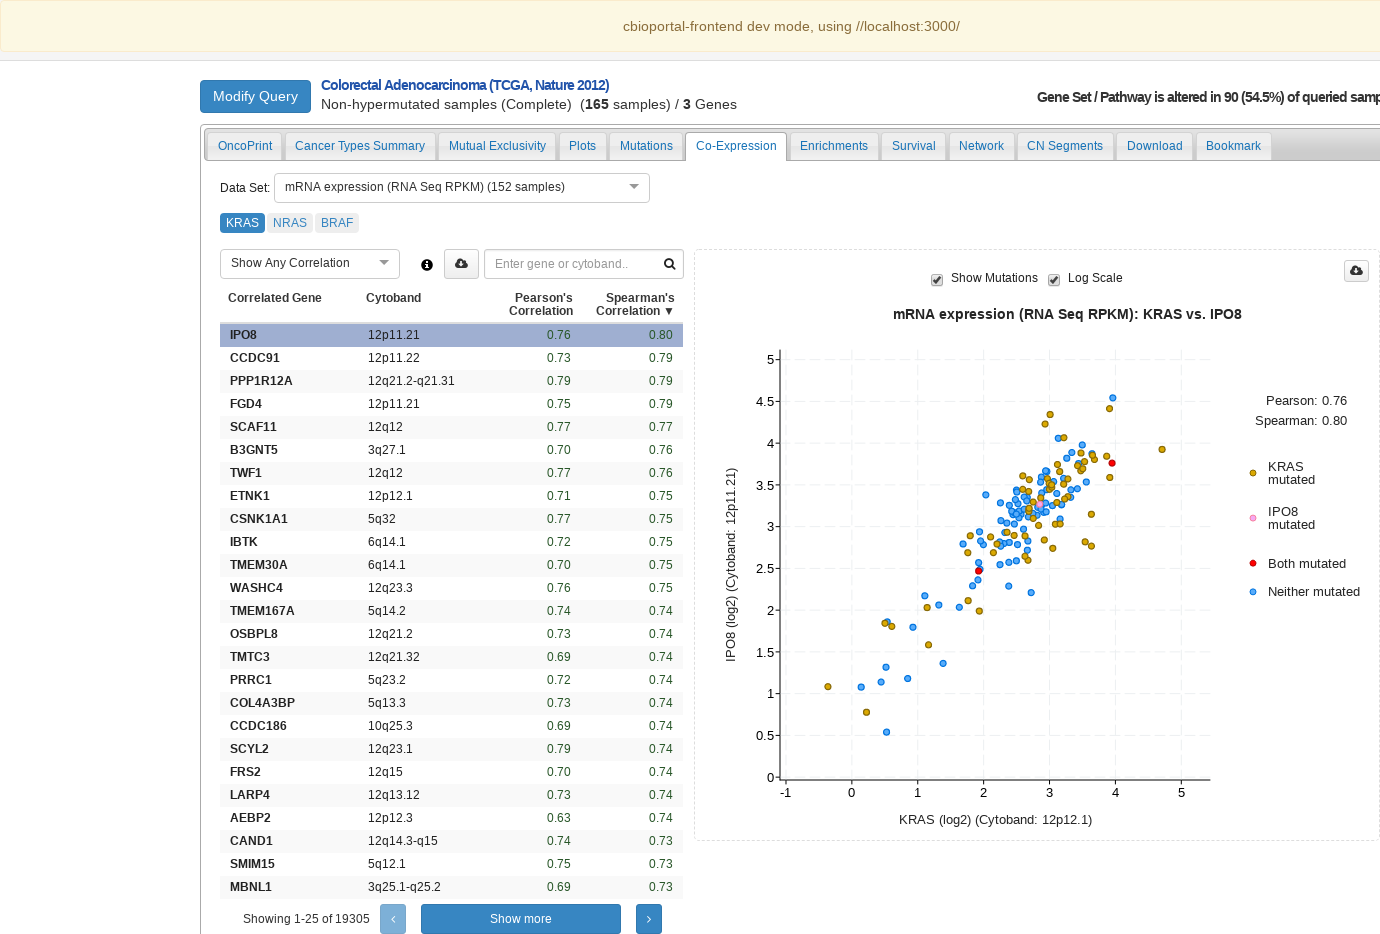 cbioportal-frontend dev mode, using //localhost:3000/
Modify Query
Colorectal Adenocarcinoma (TCGA, Nature 2012)
Non-hypermutated samples (Complete) (165 samples) / 3 Genes
Gene Set / Pathway is altered in 90 (54.5%) of queried
OncoPrint Cancer Types Summary Mutual Exclusivity Plots Mutations Co-Expression Enrichments Survival Network CN Segments Download Bookmark
Data Set: mRNA expression (RNA Seq RPKM) (152 samples)
KRAS NRAS BRAF
Show Any Correlation
Enter gene or cytoband..
Correlated Gene Cytoband Pearson's Correlation Spearman's Correlation ▼
IPO8 12p11.21 0.76 0.80
CCDC91 12p11.22 0.73 0.79
PPP1R12A 12q21.2-q21.31 0.79 0.79
FGD4 12p11.21 0.75 0.79
SCAF11 12q12 0.77 0.77
B3GNT5 3q27.1 0.70 0.76
TWF1 12q12 0.77 0.76
ETNK1 12p12.1 0.71 0.75
CSNK1A1 5q32 0.77 0.75
IBTK 6q14.1 0.72 0.75
TMEM30A 6q14.1 0.70 0.75
WASHC4 12q23.3 0.76 0.75
TMEM167A 5q14.2 0.74 0.74
OSBPL8 12q21.2 0.73 0.74
TMTC3 12q21.32 0.69 0.74
PRRC1 5q23.2 0.72 0.74
COL4A3BP 5q13.3 0.73 0.74
CCDC186 10q25.3 0.69 0.74
SCYL2 12q23.1 0.79 0.74
FRS2 12q15 0.70 0.74
LARP4 12q13.12 0.73 0.74
AEBP2 12p12.3 0.63 0.74
CAND1 12q14.3-q15 0.74 0.73
SMIM15 5q12.1 0.75 0.73
MBNL1 3q25.1-q25.2 0.69 0.73
Showing 1-25 of 19305 ‹ Show more ›
Show Mutations Log Scale
mRNA expression (RNA Seq RPKM): KRAS vs. IPO8
5
4.5
4
3.5
3
2.5
2
1.5
1
0.5
0
-1 0 1 2 3 4 5
IPO8 (log2) (Cytoband: 12p11.21)
KRAS (log2) (Cytoband: 12p12.1)
Pearson: 0.76
Spearman: 0.80
KRAS
mutated
IPO8
mutated
Both mutated
Neither mutated